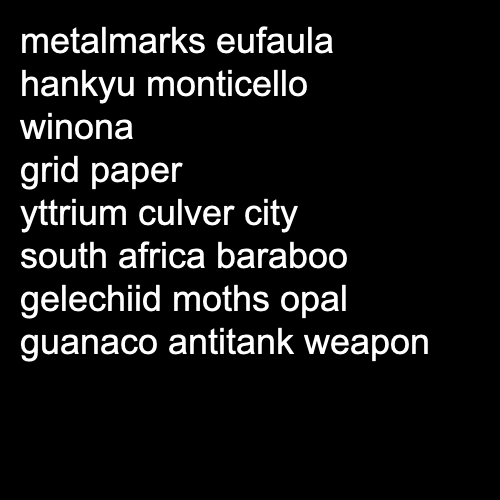 metalmarks eufaula
hankyu monticello
winona
grid paper
yttrium culver city
south africa baraboo
gelechiid moths opal
guanaco antitank weapon